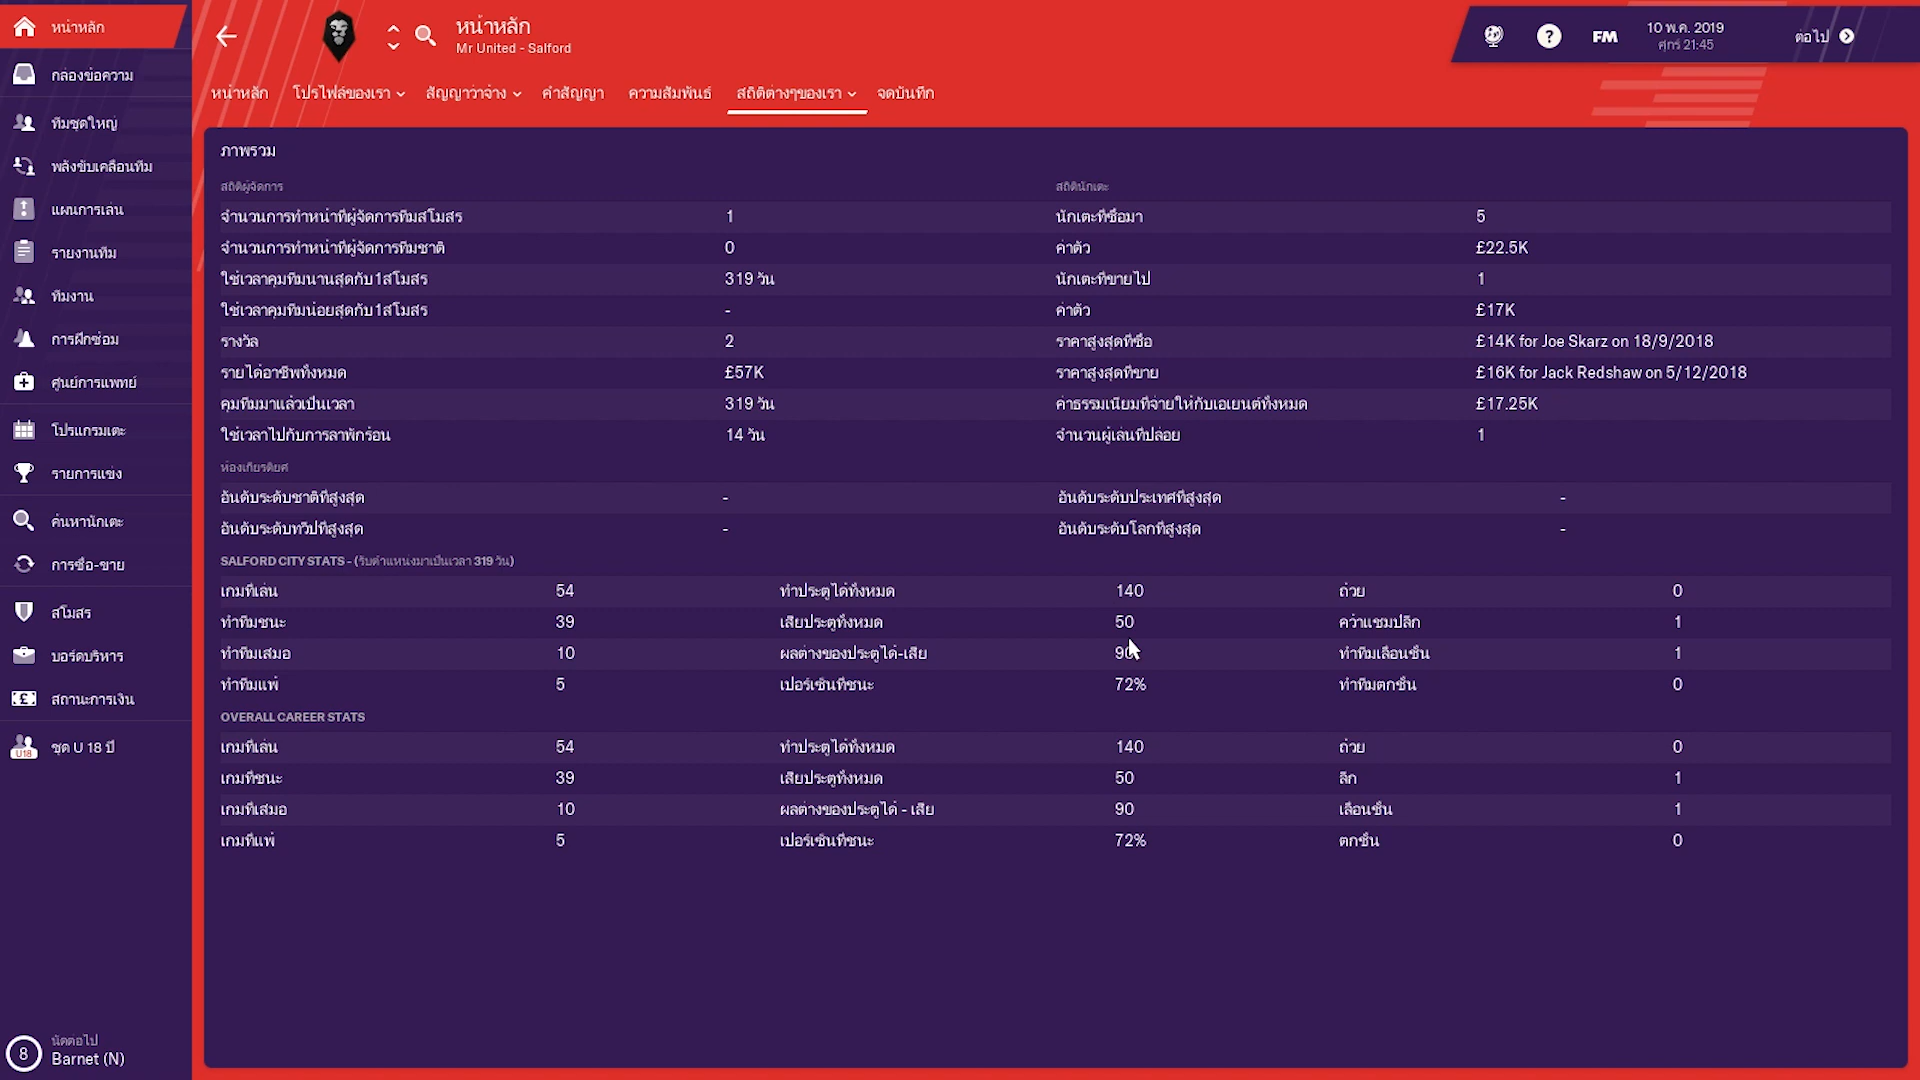 หน้าหลัก
กล่องข้อความ
ทีมชุดใหญ่
พลังขับเคลื่อนทีม
แผนการเล่น
รายงานทีม
ทีมงาน
การฝึกซ้อม
ศูนย์การแพทย์
โปรแกรมเตะ
รายการแข่ง
ค้นหานักเตะ
การซื้อ-ขาย
สโมสร
บอร์ดบริหาร
สถานะการเงิน
U18 ชุด U 18 ปี
8 นัดต่อไป
Barnet (N)
หน้าหลัก
Mr United - Salford
? FM 10 พ.ค. 2019 ต่อไป
ศุกร์ 21:45
หน้าหลัก โปรไฟล์ของเรา สัญญาว่าจ้าง คำสัญญา ความสัมพันธ์ สถิติต่างๆของเรา จดบันทึก
ภาพรวม
สถิติผู้จัดการ สถิตินักเตะ
จำนวนการทำหน้าที่ผู้จัดการทีมสโมสร 1 นักเตะที่ซื้อมา 5
จำนวนการทำหน้าที่ผู้จัดการทีมชาติ 0 ค่าตัว £22.5K
ใช้เวลาคุมทีมนานสุดกับ1สโมสร 319 วัน นักเตะที่ขายไป 1
ใช้เวลาคุมทีมน้อยสุดกับ1สโมสร - ค่าตัว £17K
รางวัล 2 ราคาสูงสุดที่ซื้อ £14K for Joe Skarz on 18/9/2018
รายได้อาชีพทั้งหมด £57K ราคาสูงสุดที่ขาย £16K for Jack Redshaw on 5/12/2018
คุมทีมมาแล้วเป็นเวลา 319 วัน ค่าธรรมเนียมที่จ่ายให้กับเอเยนต์ทั้งหมด £17.25K
ใช้เวลาไปกับการลาพักร้อน 14 วัน จำนวนผู้เล่นที่ปล่อย 1
ห้องเกียรติยศ
อันดับระดับชาติที่สูงสุด - อันดับระดับประเทศที่สูงสุด -
อันดับระดับทวีปที่สูงสุด - อันดับระดับโลกที่สูงสุด -
SALFORD CITY STATS - (รับตำแหน่งมาเป็นเวลา 319 วัน)
เกมที่เล่น 54 ทำประตูได้ทั้งหมด 140 ถ้วย 0
ทำทีมชนะ 39 เสียประตูทั้งหมด 50 คว้าแชมป์ลีก 1
ทำทีมเสมอ 10 ผลต่างของประตูได้-เสีย 90 ทำทีมเลื่อนชั้น 1
ทำทีมแพ้ 5 เปอร์เซ็นที่ชนะ 72% ทำทีมตกชั้น 0
OVERALL CAREER STATS
เกมที่เล่น 54 ทำประตูได้ทั้งหมด 140 ถ้วย 0
เกมที่ชนะ 39 เสียประตูทั้งหมด 50 ลีก 1
เกมที่เสมอ 10 ผลต่างของประตูได้ - เสีย 90 เลื่อนชั้น 1
เกมที่แพ้ 5 เปอร์เซ็นที่ชนะ 72% ตกชั้น 0